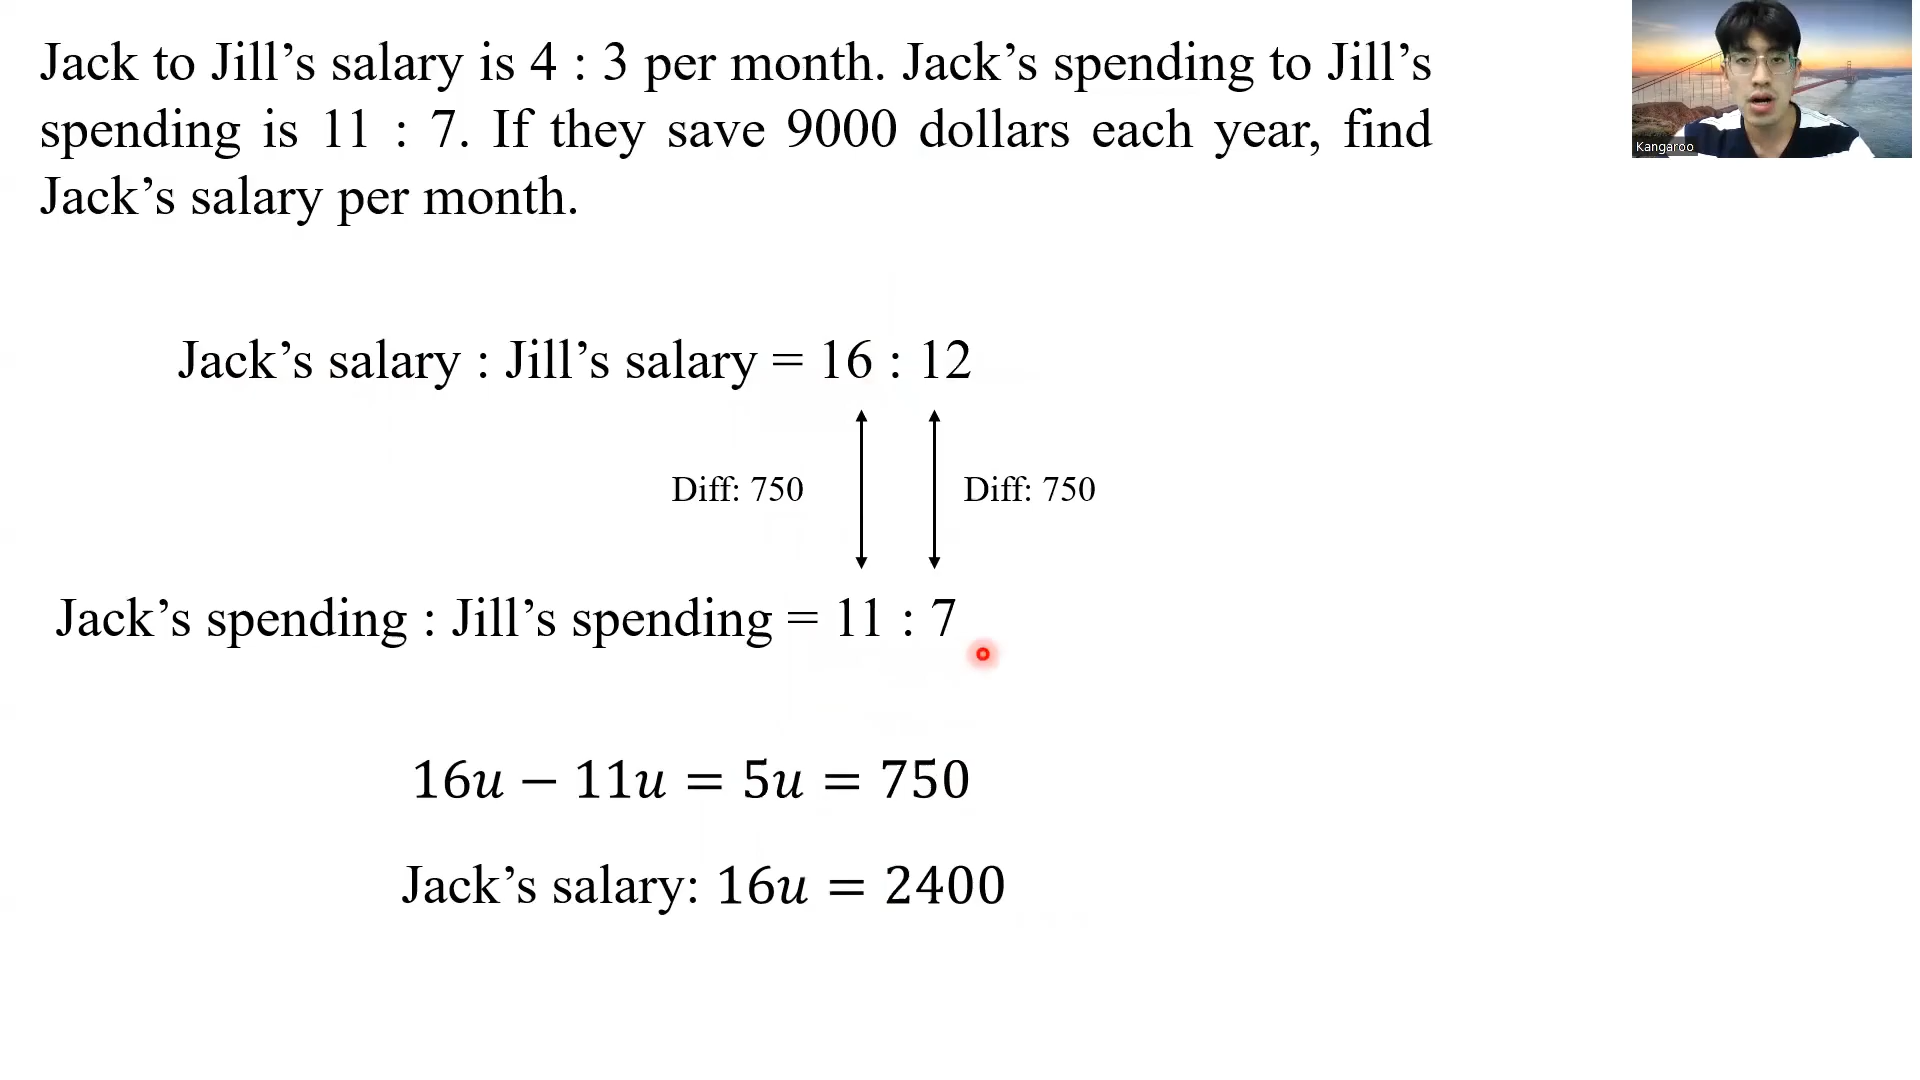 Jack to Jill’s salary is 4 : 3 per month. Jack’s spending to Jill’s
spending is 11 : 7. If they save 9000 dollars each year, find
Jack’s salary per month.
Kangaroo
Jack’s salary : Jill’s salary = 16 : 12
Diff: 750 Diff: 750
Jack’s spending : Jill’s spending = 11 : 7
16𝑢 − 11𝑢 = 5𝑢 = 750
Jack’s salary: 16𝑢 = 2400